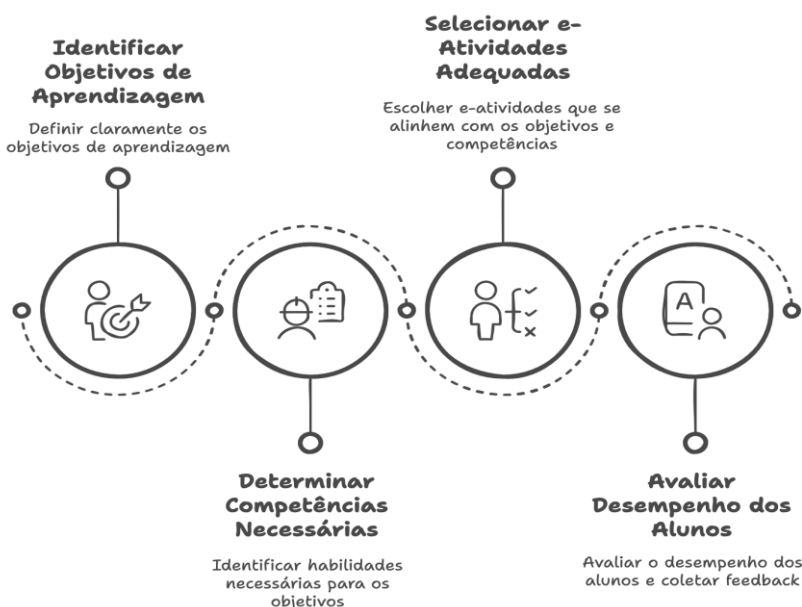 Identificar
Objetivos de
Aprendizagem
Definir claramente os
objetivos de aprendizagem
Determinar
Competências
Necessárias
Identificar habilidades
necessárias para os
objetivos
Selecionar e-
Atividades
Adequadas
Escolher e-atividades que se
alinhem com os objetivos e
competências
A
Avaliar
Desempenho dos
Alunos
Avaliar o desempenho dos
alunos e coletar feedback